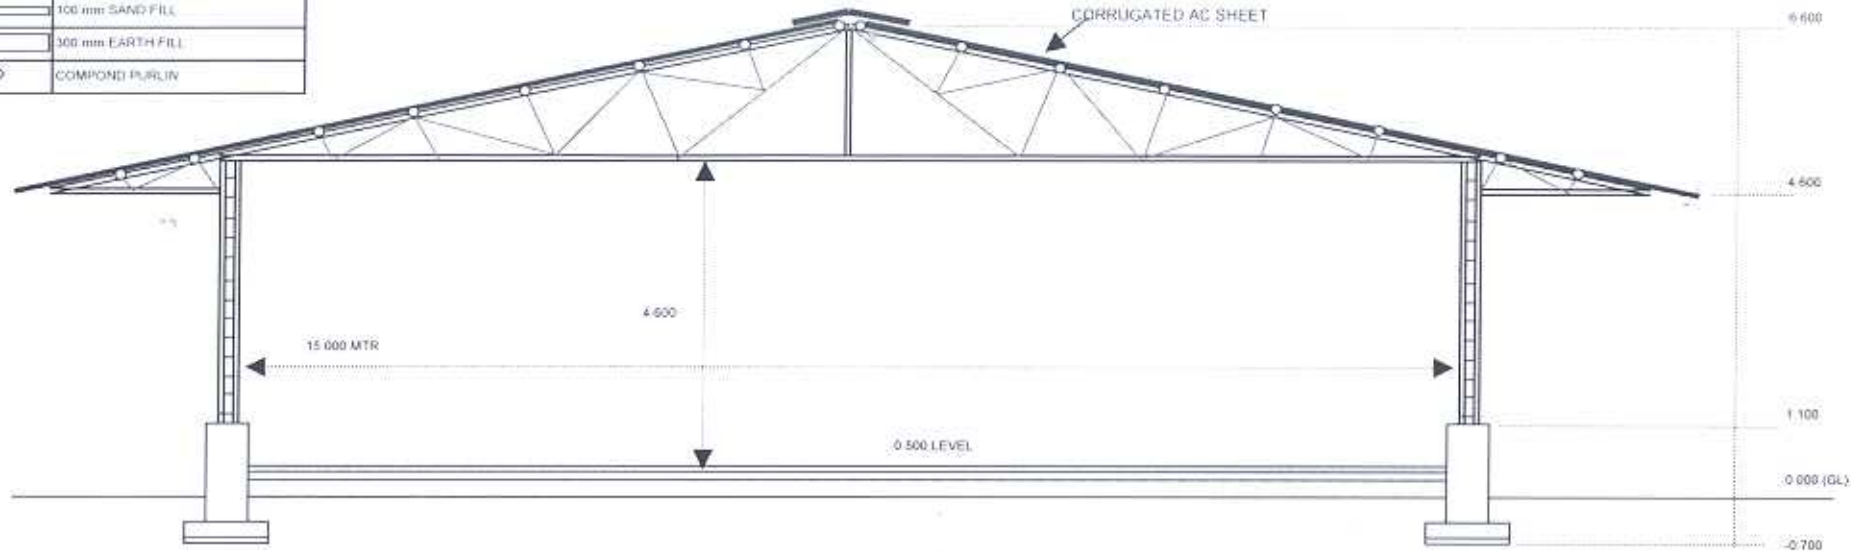 100 mm SAND FILL
300 mm EARTH FILL
COMPOND PURLIN
CORRUGATED AC SHEET
6 600
4 500
4 600
15 000 MTR
1 100
0 500 LEVEL
0 000 (GL)
-0 700